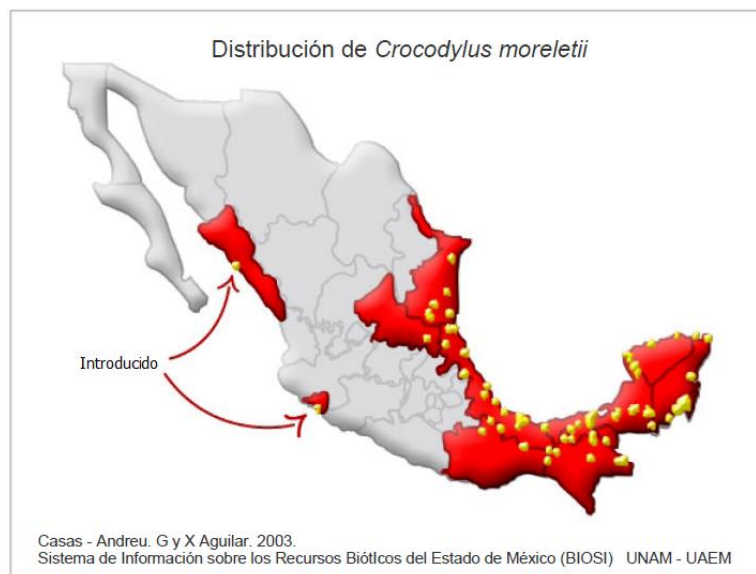 Distribución de Crocodylus moreletii
Introducido
Casas - Andreu. G y X Aguilar. 2003.
Sistema de Información sobre los Recursos Bióticos del Estado de México (BIOSI)   UNAM - UAEM